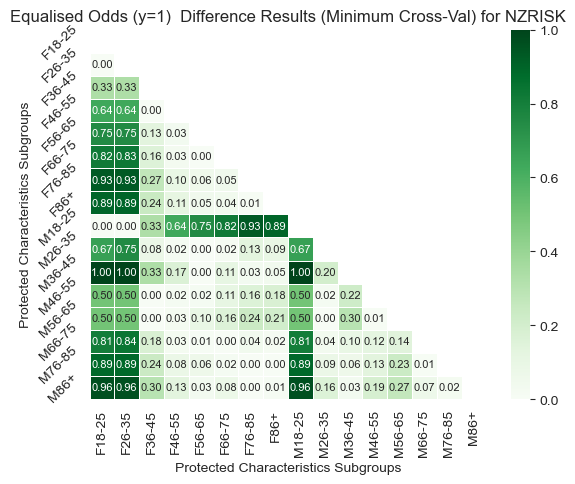 Equalised Odds (y=1)  Difference Results (Minimum Cross-Val) for NZRISK
F18-25
F26-35 0.00
F36-45 0.33 0.33
F46-55 0.64 0.64 0.00
F56-65 0.75 0.75 0.13 0.03
F66-75 0.82 0.83 0.16 0.03 0.00
F76-85 0.93 0.93 0.27 0.10 0.06 0.05
F86+ 0.89 0.89 0.24 0.11 0.05 0.04 0.01
M18-25 0.00 0.00 0.33 0.64 0.75 0.82 0.93 0.89
M26-35 0.67 0.75 0.08 0.02 0.00 0.02 0.13 0.09 0.67
M36-45 1.00 1.00 0.33 0.17 0.00 0.11 0.03 0.05 1.00 0.20
M46-55 0.50 0.50 0.00 0.02 0.02 0.11 0.16 0.18 0.50 0.02 0.22
M56-65 0.50 0.50 0.00 0.03 0.10 0.16 0.24 0.21 0.50 0.00 0.30 0.01
M66-75 0.81 0.84 0.18 0.03 0.01 0.00 0.04 0.02 0.81 0.04 0.10 0.12 0.14
M76-85 0.89 0.89 0.24 0.08 0.06 0.02 0.00 0.00 0.89 0.09 0.06 0.13 0.23 0.01
M86+ 0.96 0.96 0.30 0.13 0.03 0.08 0.00 0.01 0.96 0.16 0.03 0.19 0.27 0.07 0.02
Protected Characteristics Subgroups
F18-25 F26-35 F36-45 F46-55 F56-65 F66-75 F76-85 F86+ M18-25 M26-35 M36-45 M46-55 M56-65 M66-75 M76-85 M86+
Protected Characteristics Subgroups
1.0
0.8
0.6
0.4
0.2
0.0